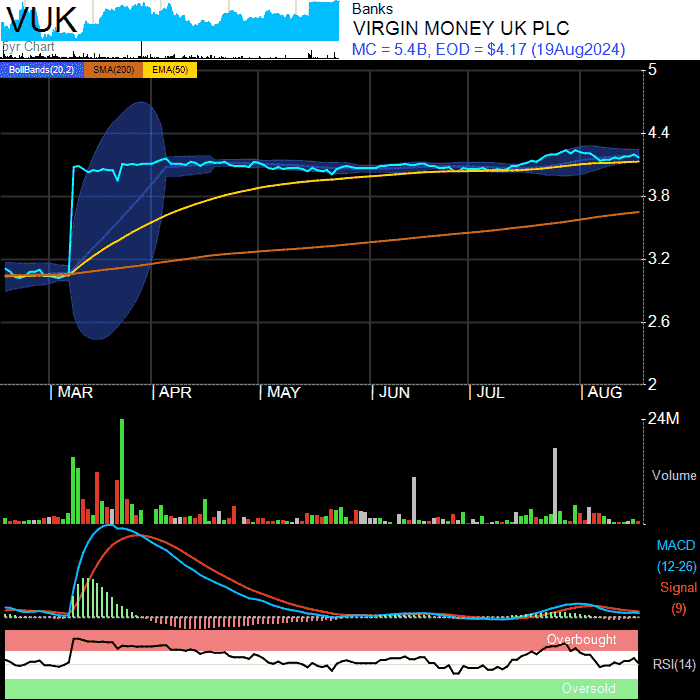 VUK
5yr Chart
Banks
VIRGIN MONEY UK PLC
MC = 5.4B, EOD = $4.17 (19Aug2024)
BollBands(20,2) SMA(200) EMA(50)
5
4.4
3.8
3.2
2.6
2
MAR APR MAY JUN JUL AUG
24M
Volume
MACD
(12-26)
Signal
(9)
Overbought
RSI(14)
Oversold